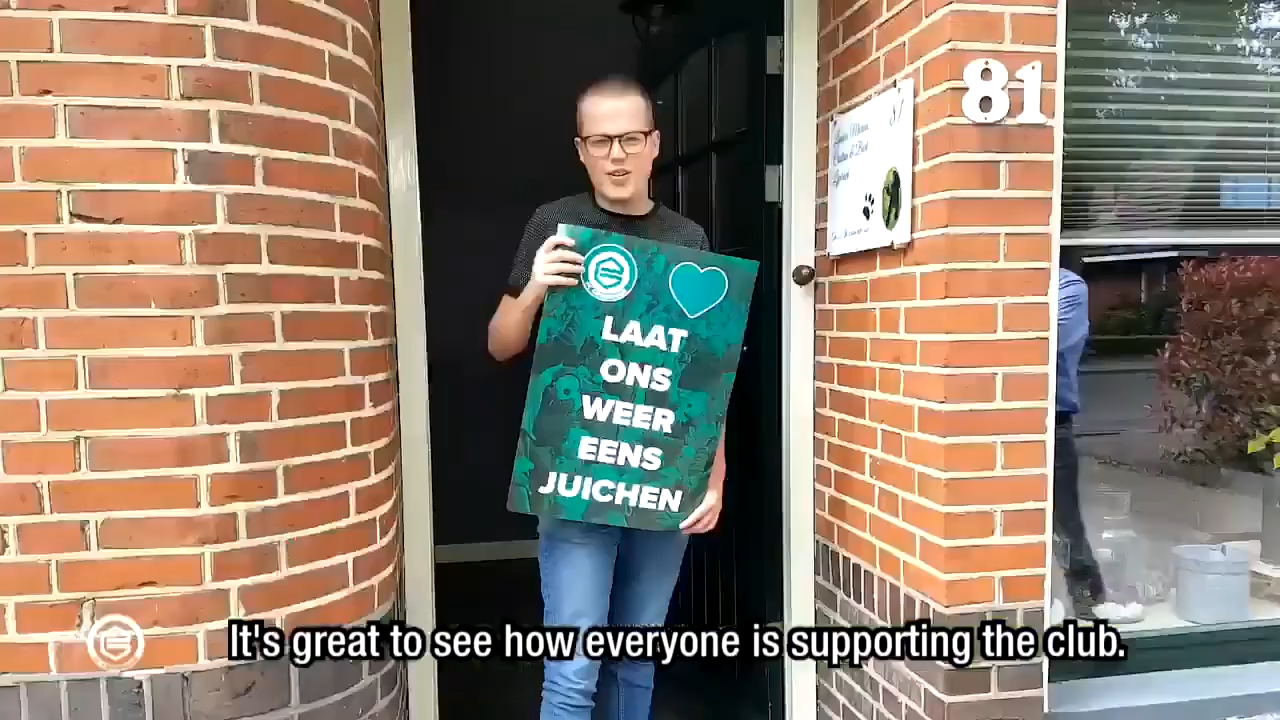 81
LAAT
ONS
WEER
EENS
JUICHEN
It's great to see how everyone is supporting the club.